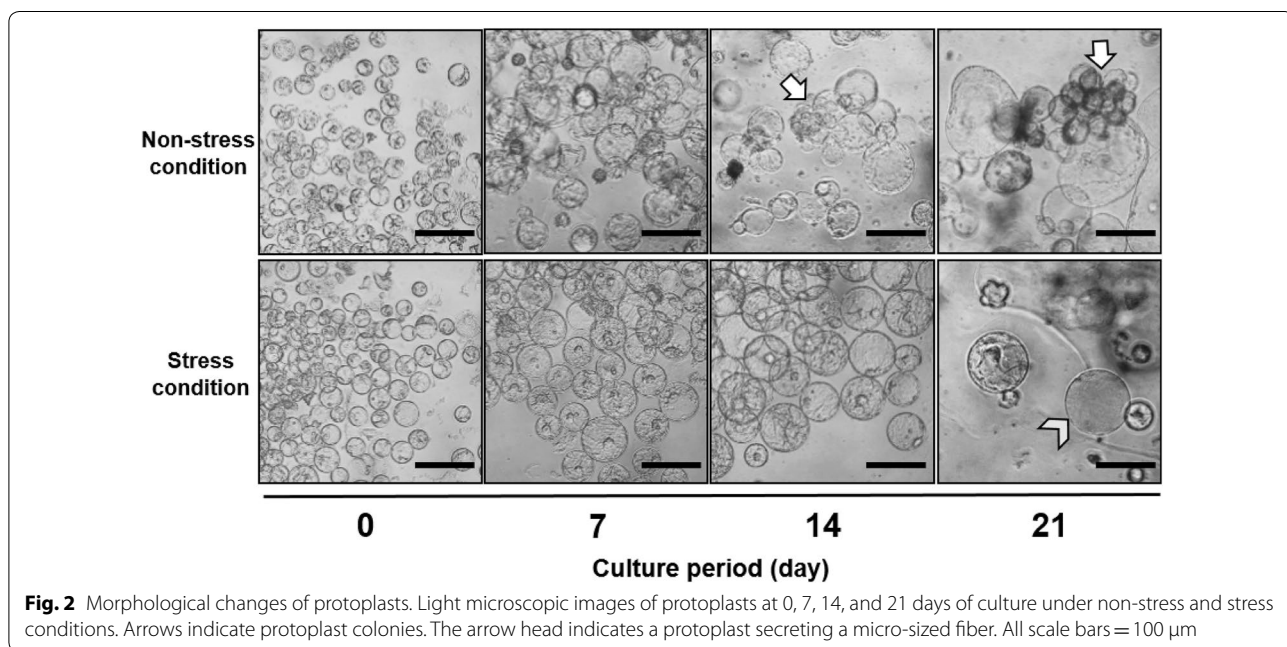 Non-stress
condition
Stress
condition
0 7 14 21
Culture period (day)
Fig. 2 Morphological changes of protoplasts. Light microscopic images of protoplasts at 0, 7, 14, and 21 days of culture under non-stress and stress
conditions. Arrows indicate protoplast colonies. The arrow head indicates a protoplast secreting a micro-sized fiber. All scale bars = 100 μm